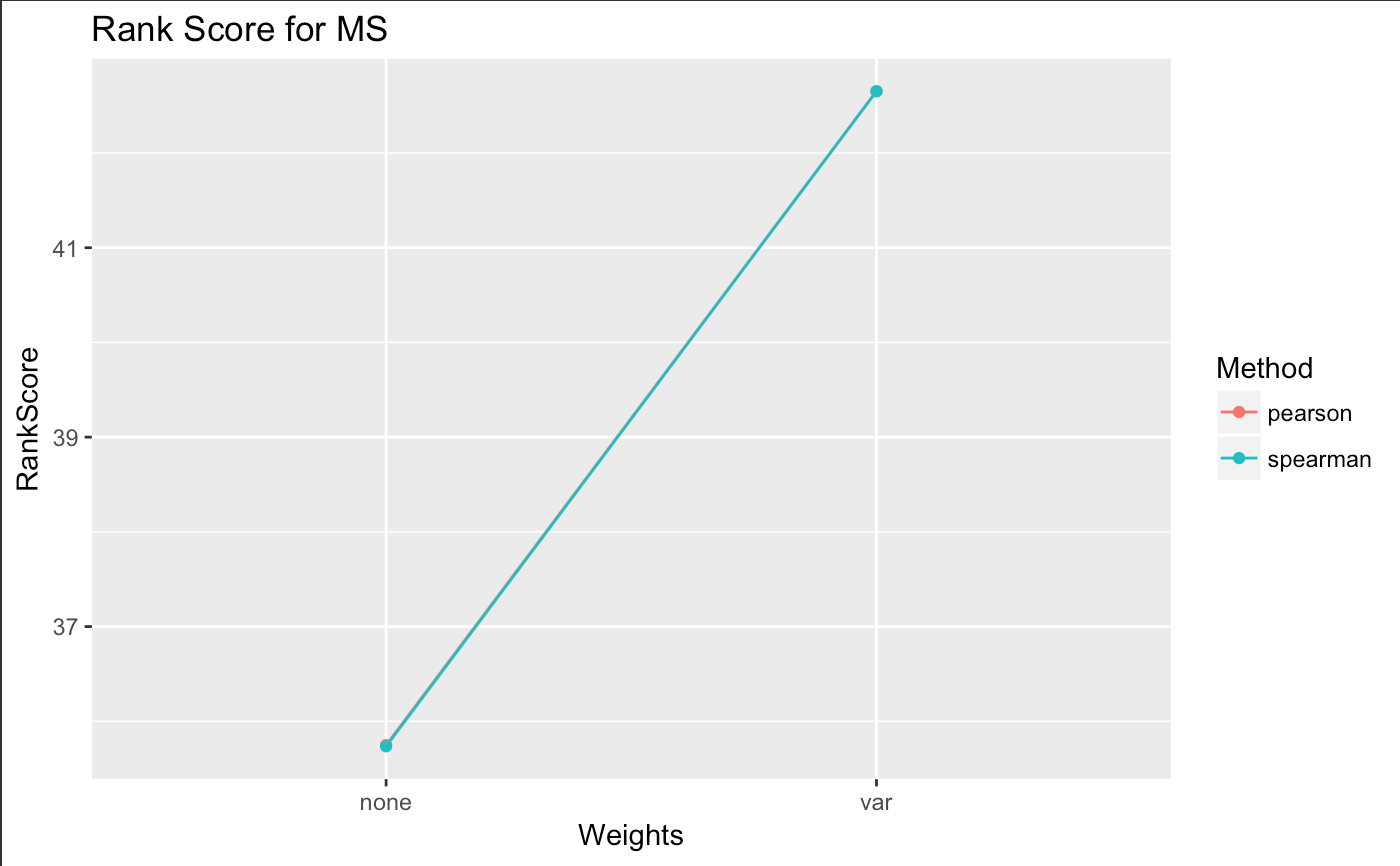 Rank Score for MS
41
39
37
RankScore
none
var
Weights
Method
pearson
spearman